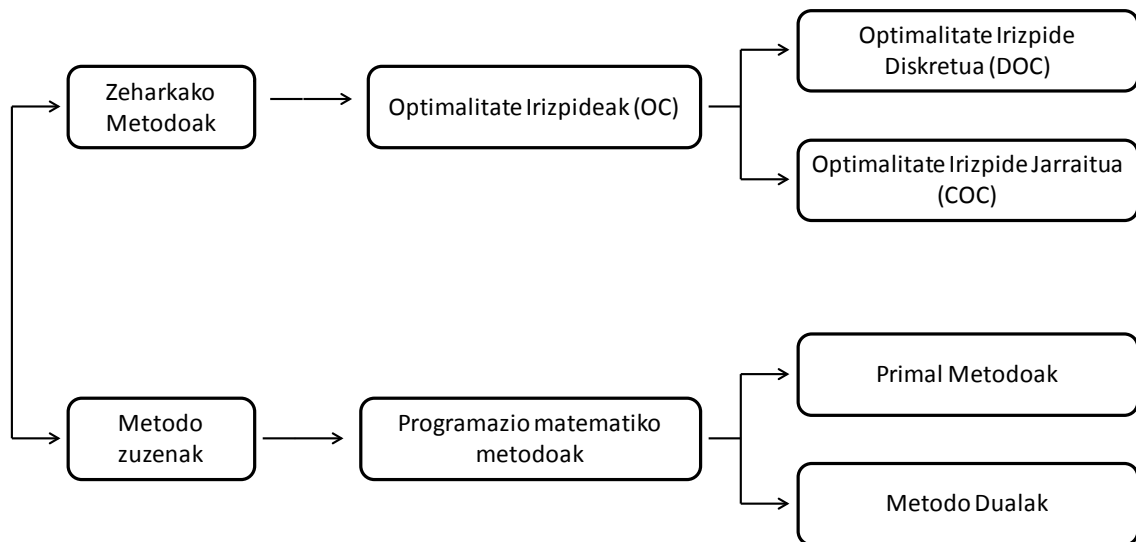 Zeharkako
Metodoak
Optimalitate Irizpideak (OC)
Optimalitate Irizpide
Diskretua (DOC)
Optimalitate Irizpide Jarraitua
(COC)
Metodo
zuzenak
Programazio matematiko
metodoak
Primal Metodoak
Metodo Dualak